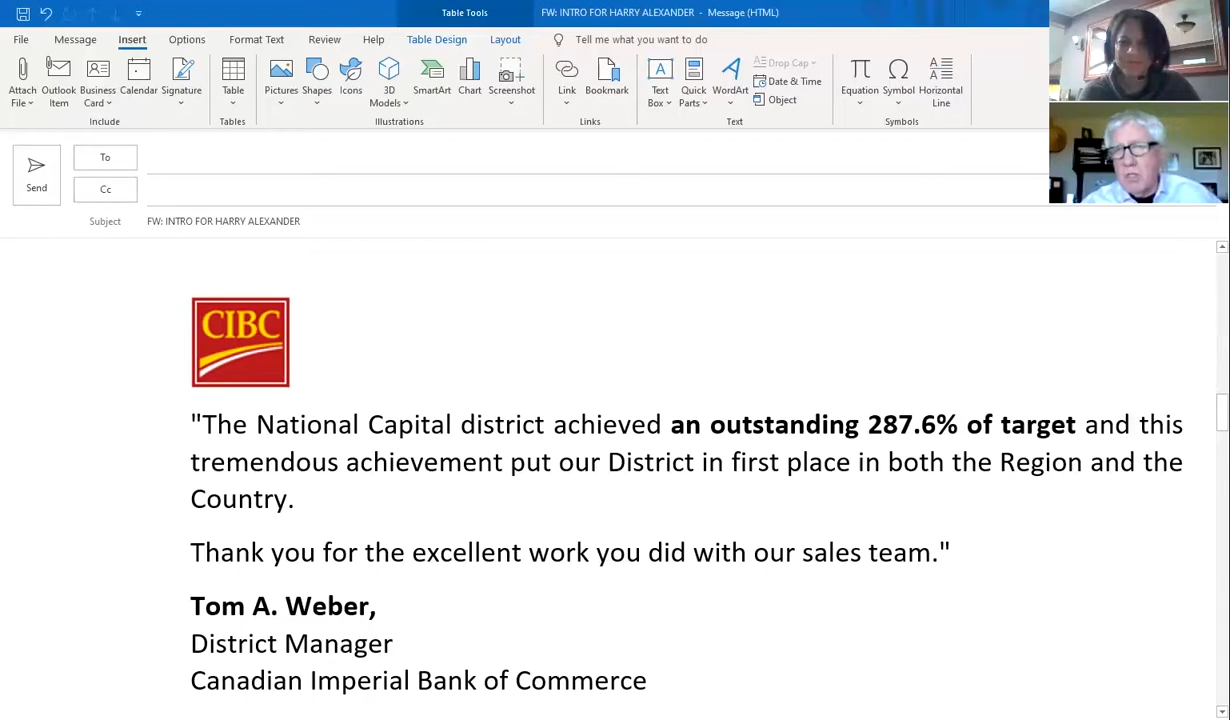 Table Tools
FW: INTRO FOR HARRY ALEXANDER - Message (HTML)
File Message Insert Options Format Text Review Help Table Design Layout Tell me what you want to do
Attach File Outlook Item Business Card Calendar Signature Table Pictures Shapes Icons 3D Models SmartArt Chart Screenshot Link Bookmark Text Box Quick Parts WordArt Drop Cap Date & Time Object Equation Symbol Horizontal Line
Include Tables Illustrations Links Text Symbols
Send
To
Cc
Subject FW: INTRO FOR HARRY ALEXANDER
CIBC
"The National Capital district achieved an outstanding 287.6% of target and this
tremendous achievement put our District in first place in both the Region and the
Country.
Thank you for the excellent work you did with our sales team."
Tom A. Weber,
District Manager
Canadian Imperial Bank of Commerce